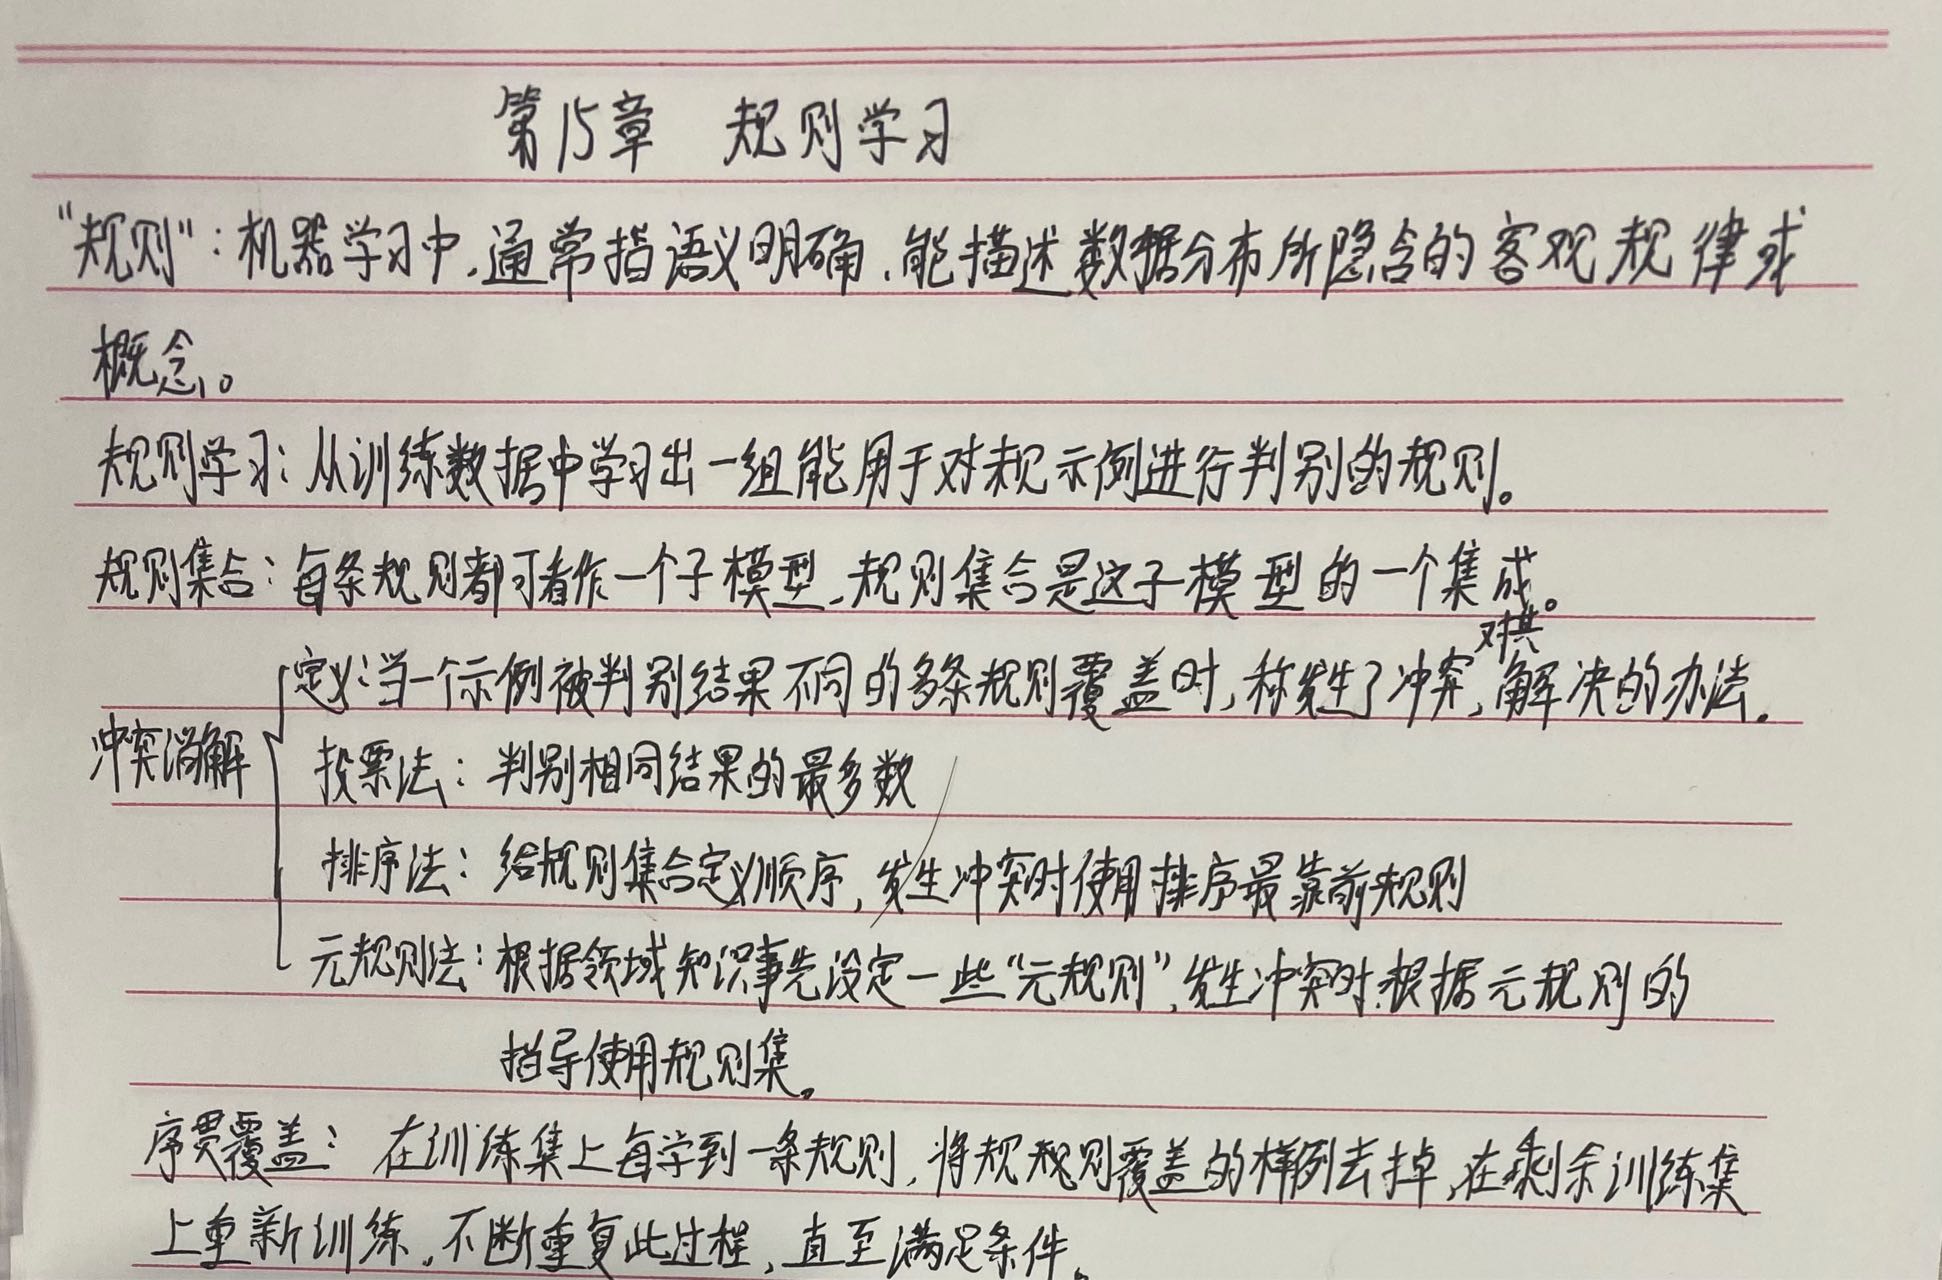 第15章 规则学习
“规则”：机器学习中，通常指语义明确、能描述数据分布所隐含的客观规律或
概念。
规则学习：从训练数据中学习出一组能用于对未见示例进行判别的规则。
规则集合：每条规则都可看作一个子模型，规则集合是这子模型的一个集成。
对其
定义：当一个示例被判别结果不同的多条规则覆盖时，称发生了冲突，解决的办法。
冲突消解
投票法：判别相同结果的最多数
排序法：给规则集合定义顺序，发生冲突时使用排序最靠前规则
元规则法：根据领域知识事先设定一些“元规则”，发生冲突时根据元规则的
指导使用规则集。
序贯覆盖：在训练集上每学到一条规则，将规规则覆盖的样例去掉，在剩余训练集
上重新训练，不断重复此过程，直至满足条件。